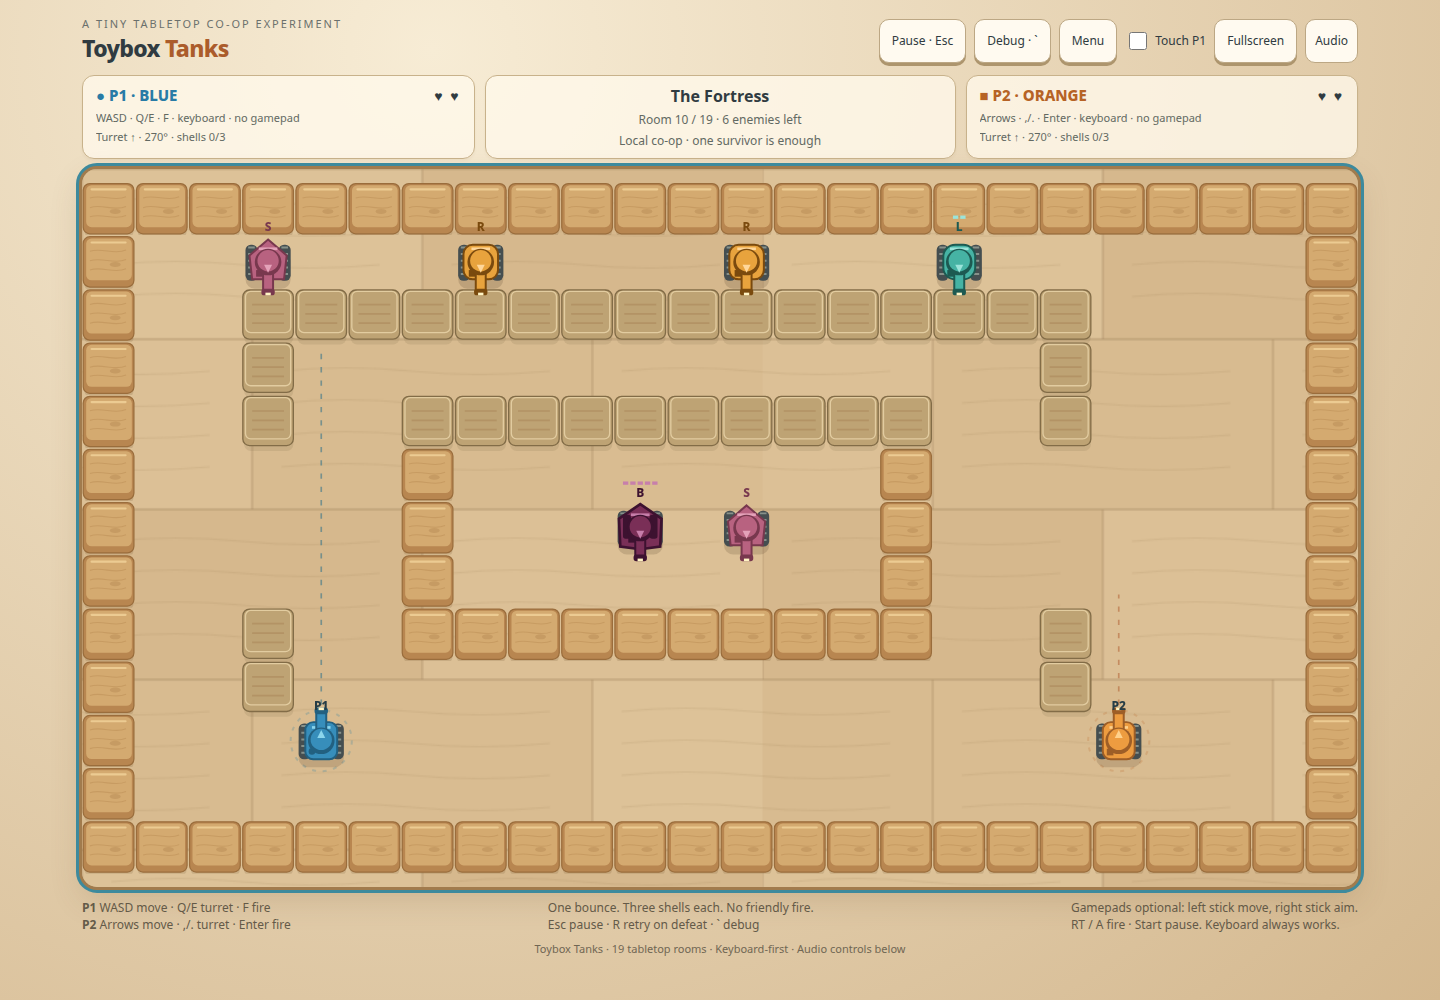 A TINY TABLETOP CO-OP EXPERIMENT
Toybox Tanks
Pause · Esc
Debug · `
Menu
Touch P1
Fullscreen
Audio
● P1 · BLUE ♥ ♥
WASD · Q/E · F · keyboard · no gamepad
Turret ↑ · 270° · shells 0/3
The Fortress
Room 10 / 19 · 6 enemies left
Local co-op · one survivor is enough
■ P2 · ORANGE ♥ ♥
Arrows · ,/. · Enter · keyboard · no gamepad
Turret ↑ · 270° · shells 0/3
S
R
R
L
B
S
P1
P2
P1 WASD move · Q/E turret · F fire
P2 Arrows move · ,/. turret · Enter fire
One bounce. Three shells each. No friendly fire.
Esc pause · R retry on defeat · ` debug
Gamepads optional: left stick move, right stick aim.
RT / A fire · Start pause. Keyboard always works.
Toybox Tanks · 19 tabletop rooms · Keyboard-first · Audio controls below